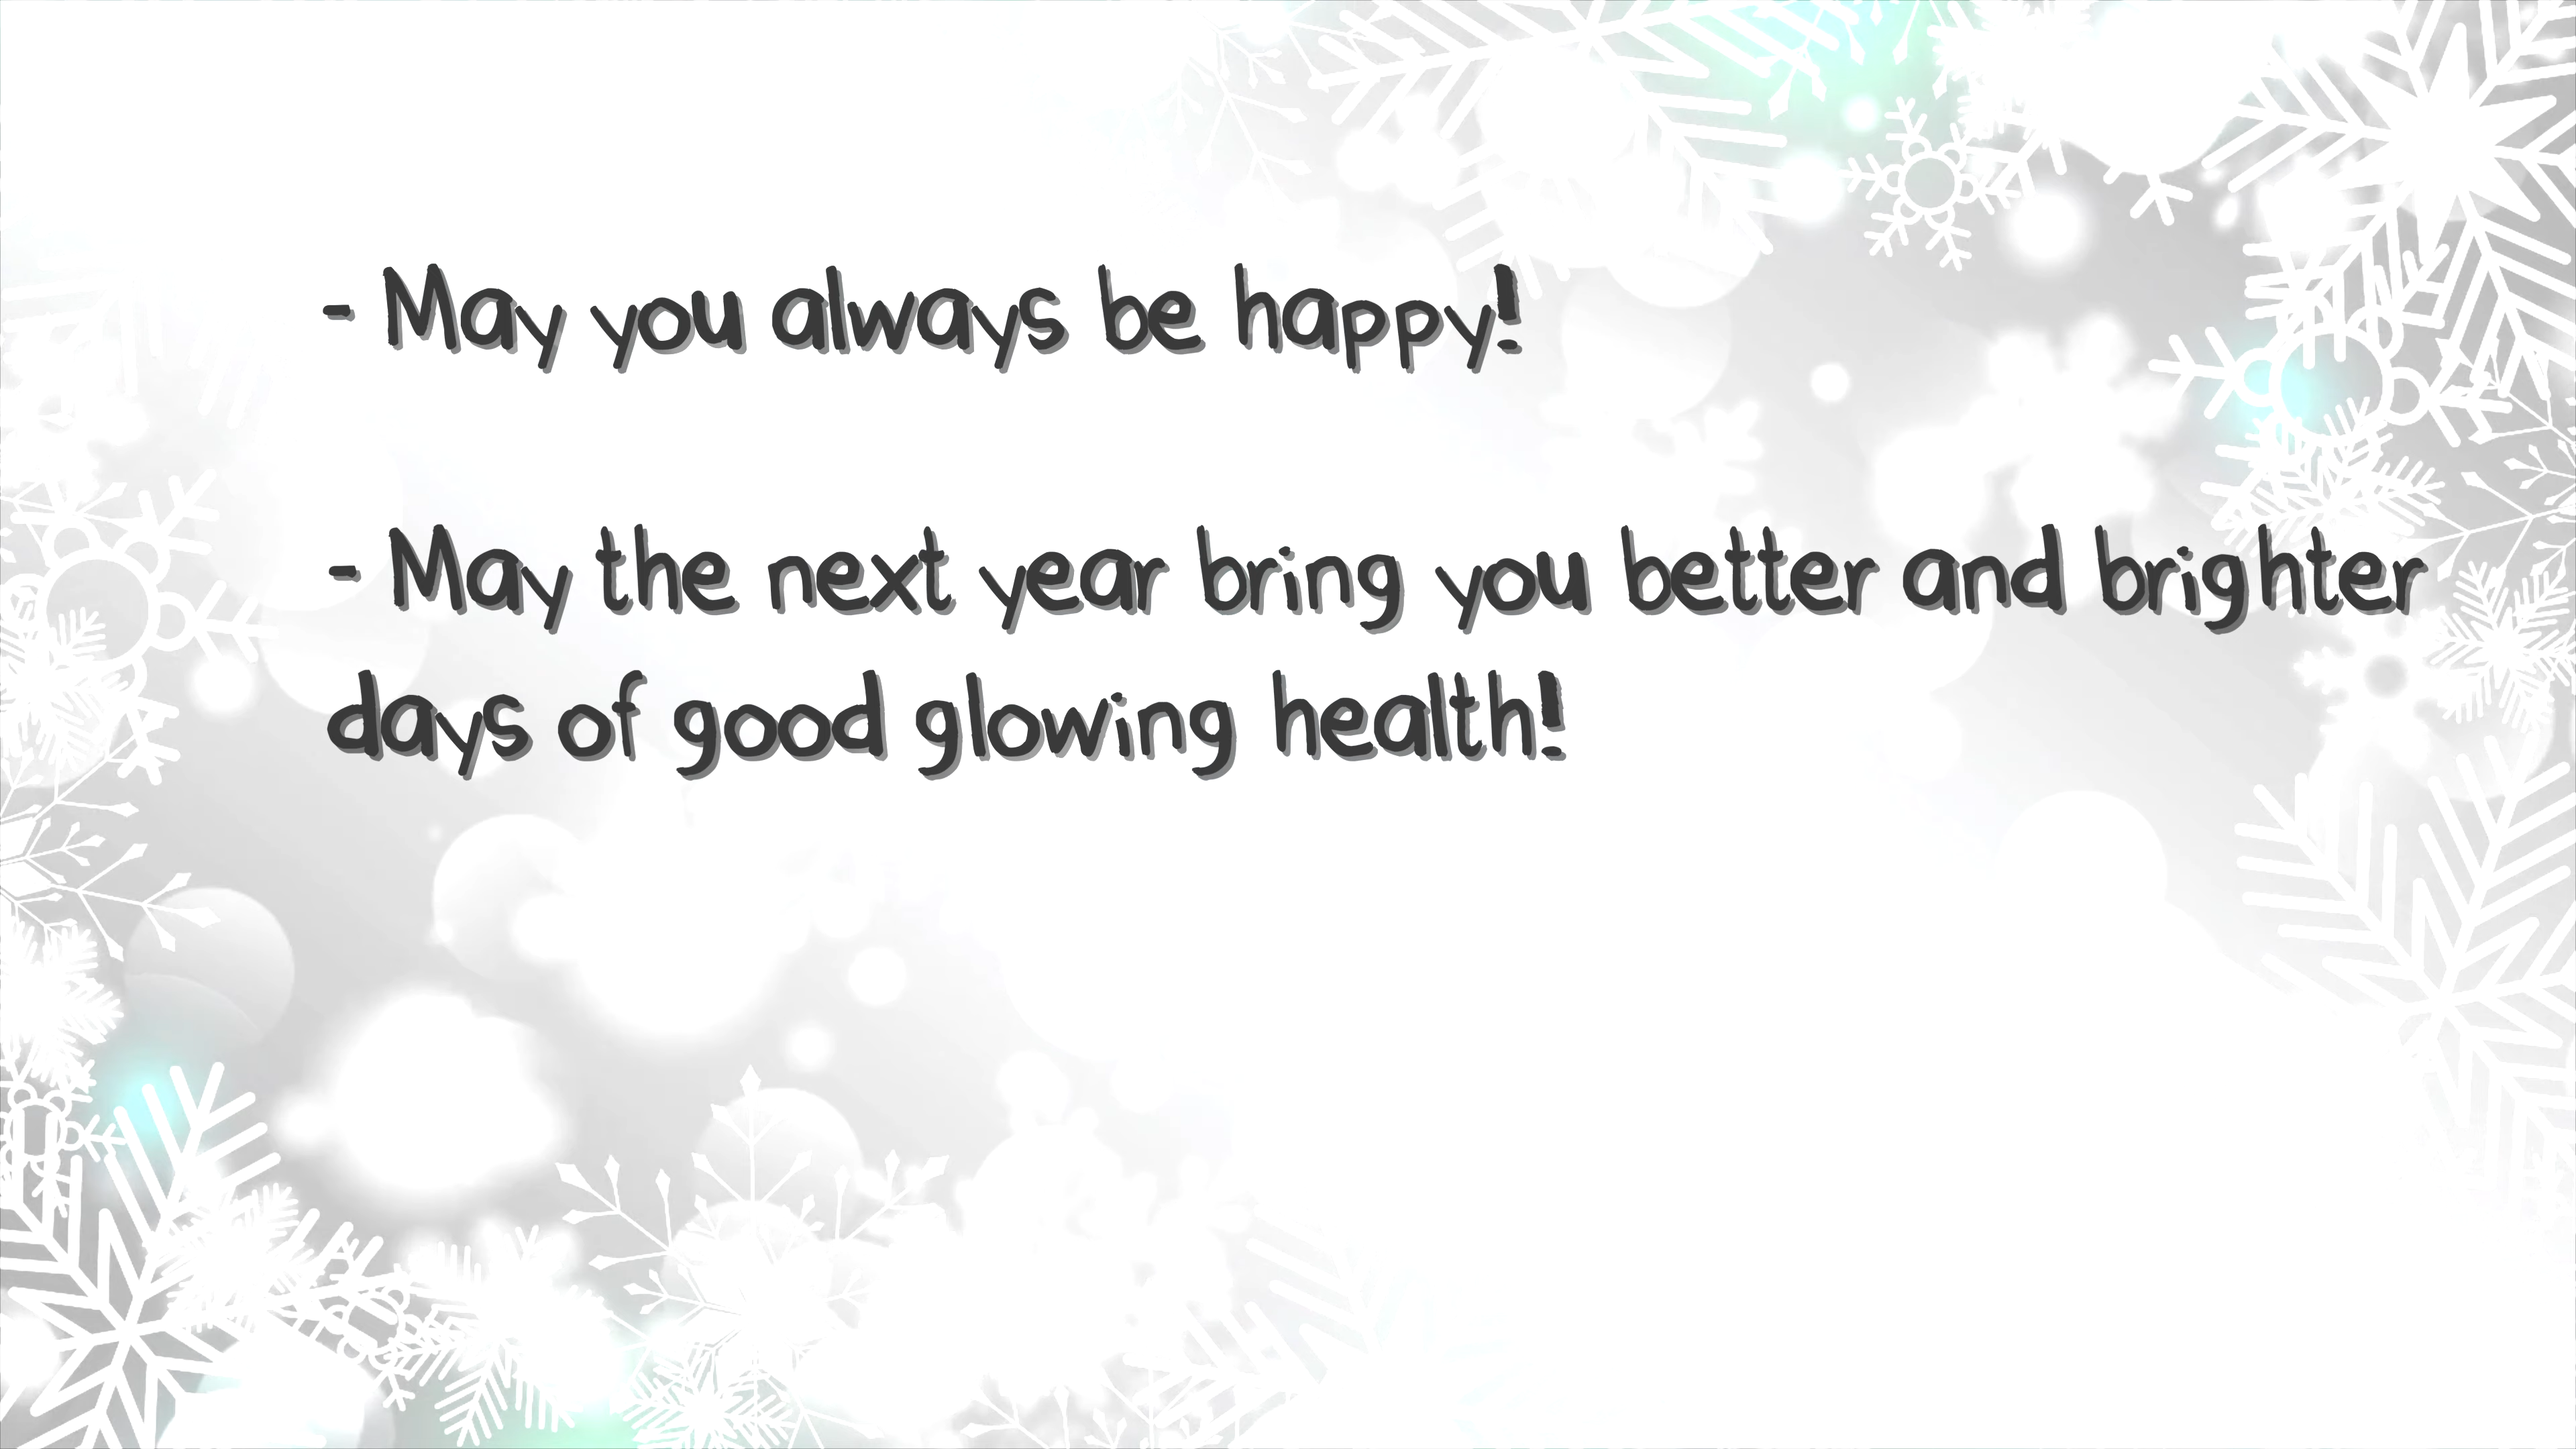 - May you always be happy!
- May the next year bring you better and brighter
days of good glowing health!